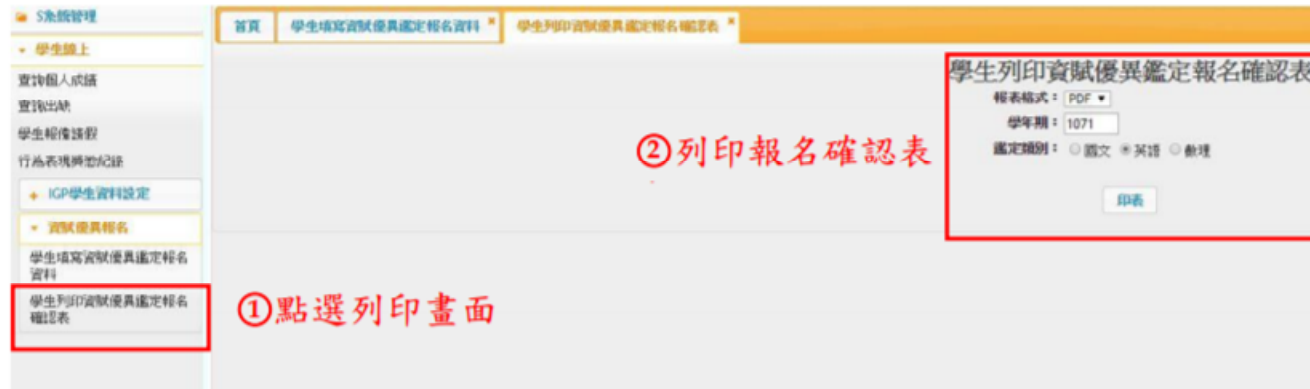 S系統管理
學生線上
查詢個人成績
查詢出缺
學生線上請假
行為表現獎懲紀錄
IGP學生資料設定
資賦優異報名
學生填寫資賦優異鑑定報名
資料
學生列印資賦優異鑑定報名
確認表
首頁 學生填寫資賦優異鑑定報名資料 學生列印資賦優異鑑定報名確認表
①點選列印畫面
②列印報名確認表
學生列印資賦優異鑑定報名確認表
報表格式: PDF
學年期: 1071
鑑定類別: 國文 英語 數理
印表